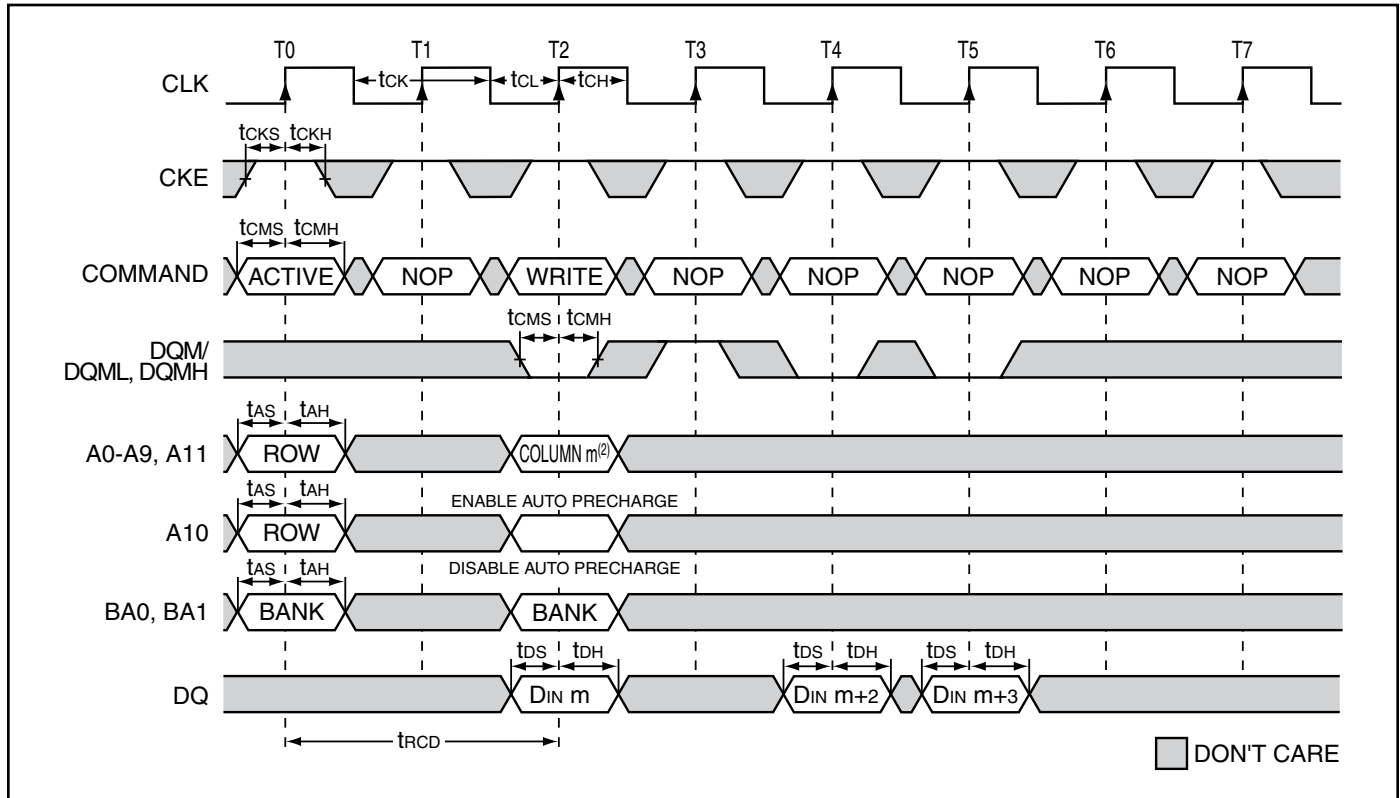 T0 T1 T2 T3 T4 T5 T6 T7
CLK tCK tCL tCH
tCKS tCKH
CKE
tCMS tCMH
COMMAND ACTIVE NOP WRITE NOP NOP NOP NOP NOP
tCMS tCMH
DQM/
DQML, DQMH
tAS tAH
A0-A9, A11 ROW COLUMN m(2)
tAS tAH ENABLE AUTO PRECHARGE
A10 ROW
tAS tAH DISABLE AUTO PRECHARGE
BA0, BA1 BANK BANK
tDS tDH tDS tDH tDS tDH
DQ DIN m DIN m+2 DIN m+3
tRCD
DON'T CARE